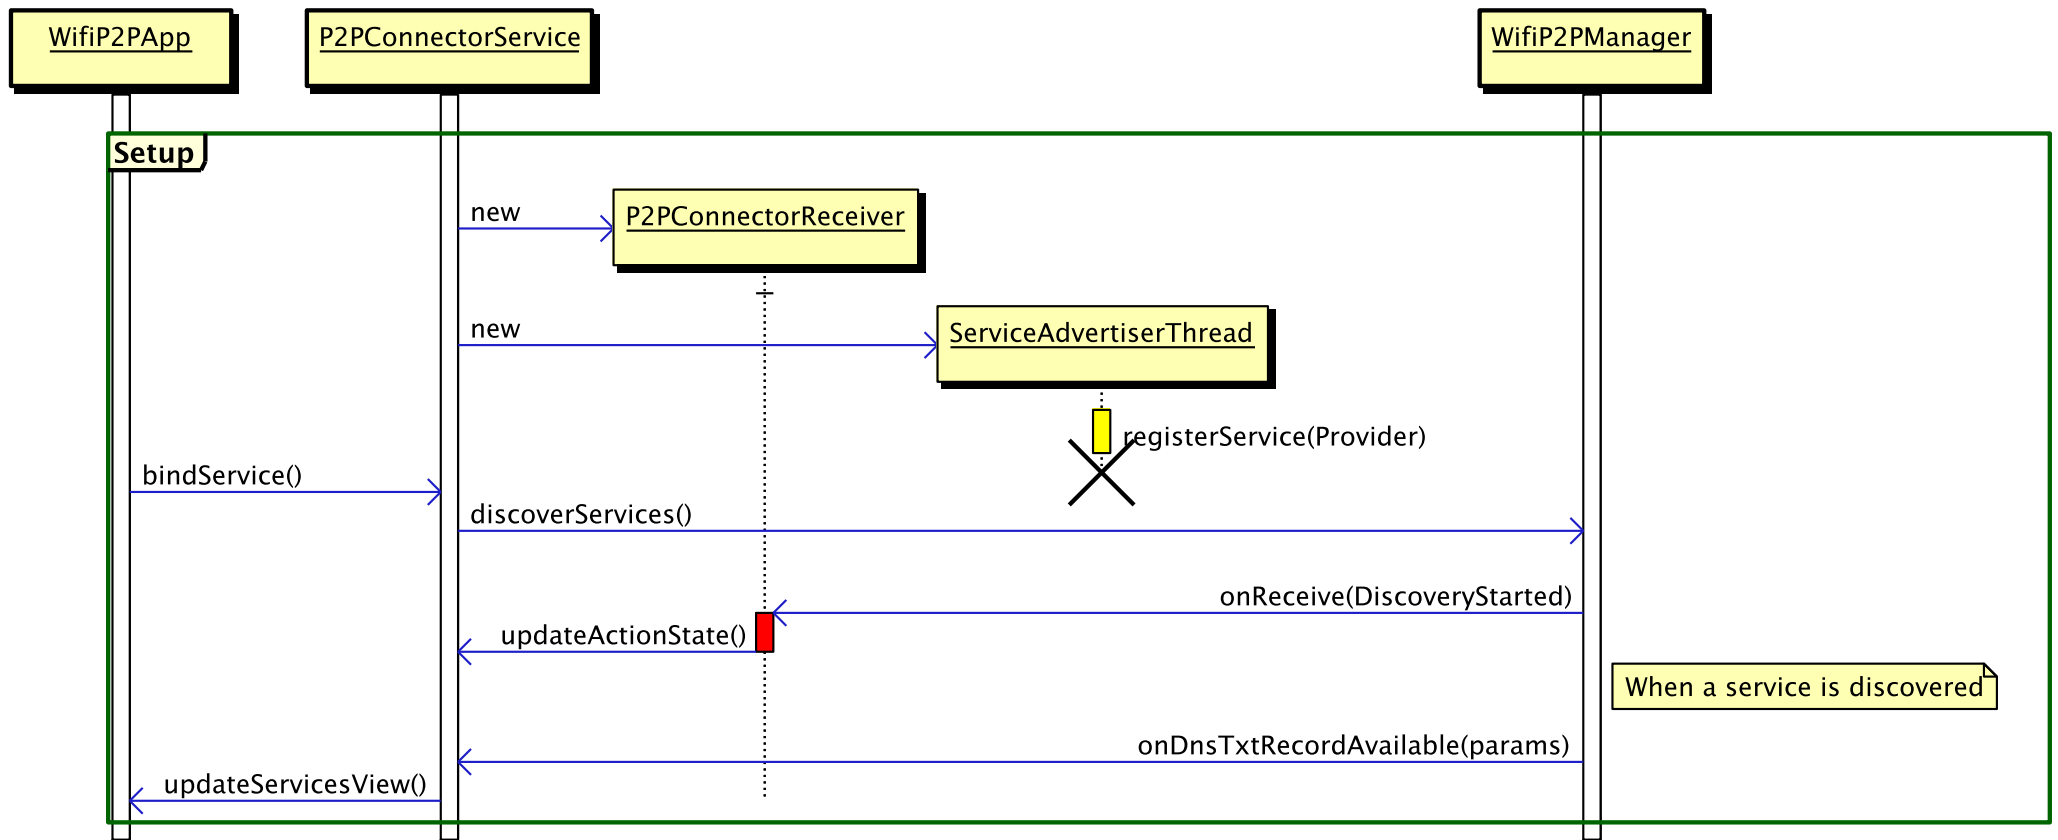 WifiP2PApp
P2PConnectorService
WifiP2PManager
Setup
new
P2PConnectorReceiver
new
ServiceAdvertiserThread
registerService(Provider)
bindService()
discoverServices()
onReceive(DiscoveryStarted)
updateActionState()
When a service is discovered
onDnsTxtRecordAvailable(params)
updateServicesView()